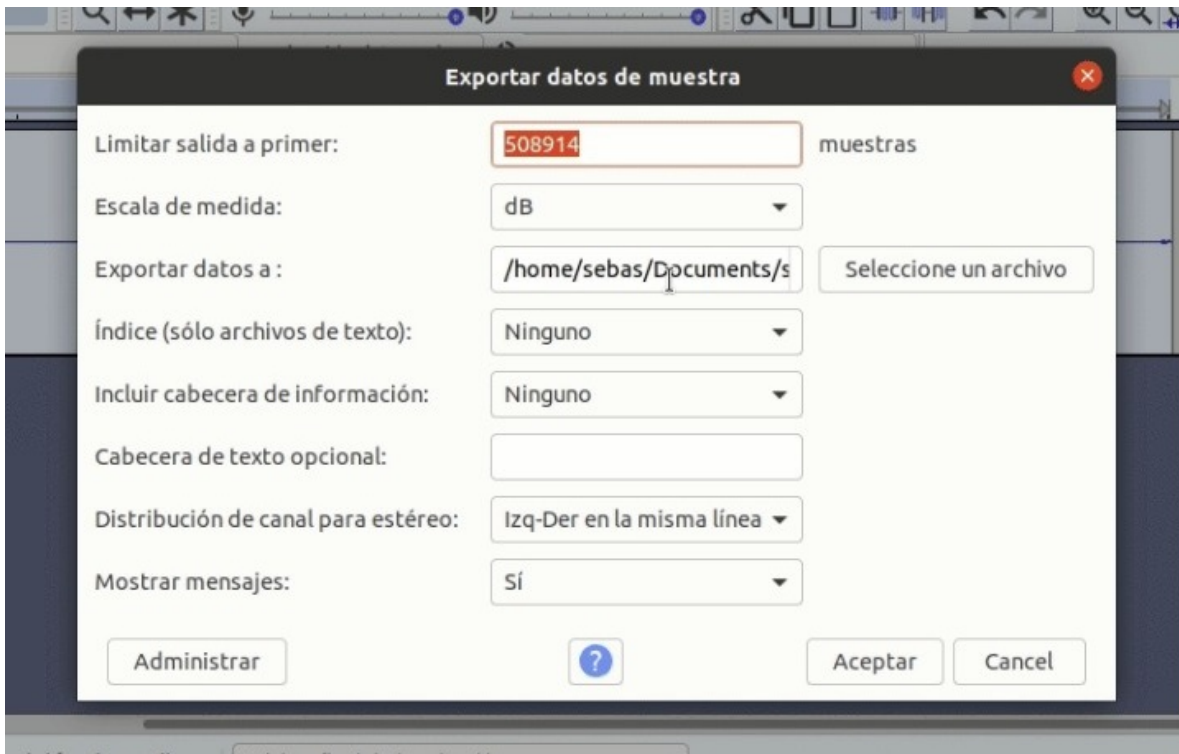 Exportar datos de muestra
Limitar salida a primer: 508914 muestras
Escala de medida: dB
Exportar datos a : /home/sebas/Documents/s Seleccione un archivo
Índice (sólo archivos de texto): Ninguno
Incluir cabecera de información: Ninguno
Cabecera de texto opcional:
Distribución de canal para estéreo: Izq-Der en la misma línea
Mostrar mensajes: Sí
Administrar ? Aceptar Cancel